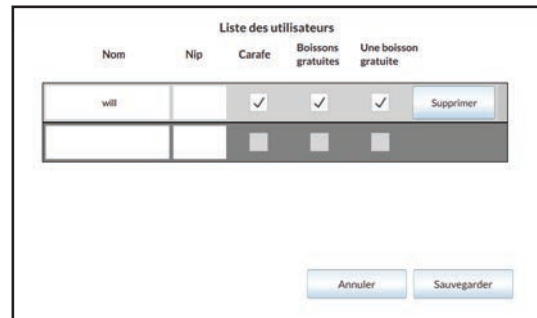 Liste des utilisateurs
Nom Nip Carafe Boissons gratuites Une boisson gratuite
will Supprimer
Annuler Sauvegarder